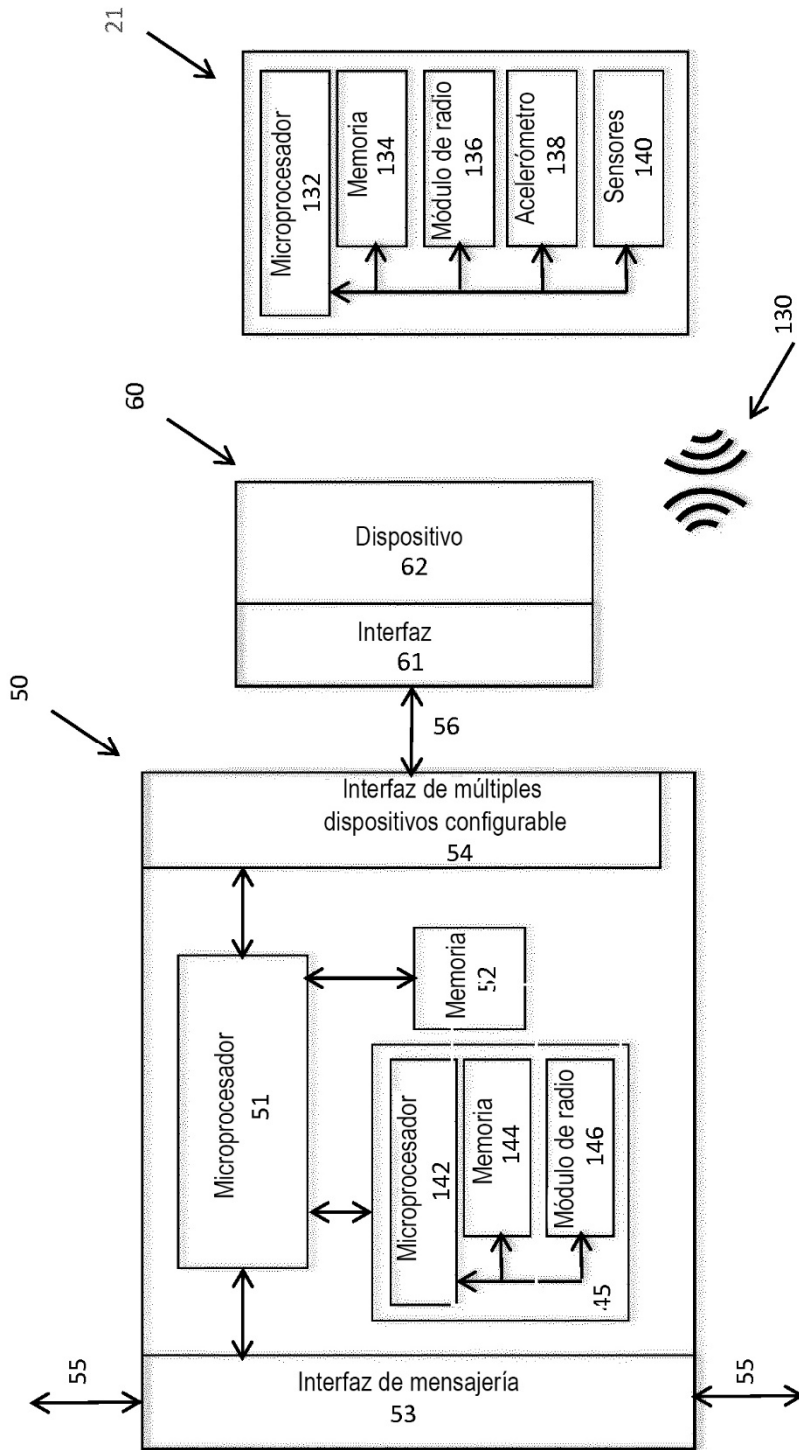 50
55
Interfaz de mensajería
53
55
Microprocesador
51
Microprocesador
142
Memoria
144
Módulo de radio
146
45
Memoria
52
Interfaz de múltiples
dispositivos configurable
54
56
60
Interfaz
61
Dispositivo
62
130
21
Microprocesador
132
Memoria
134
Módulo de radio
136
Acelerómetro
138
Sensores
140